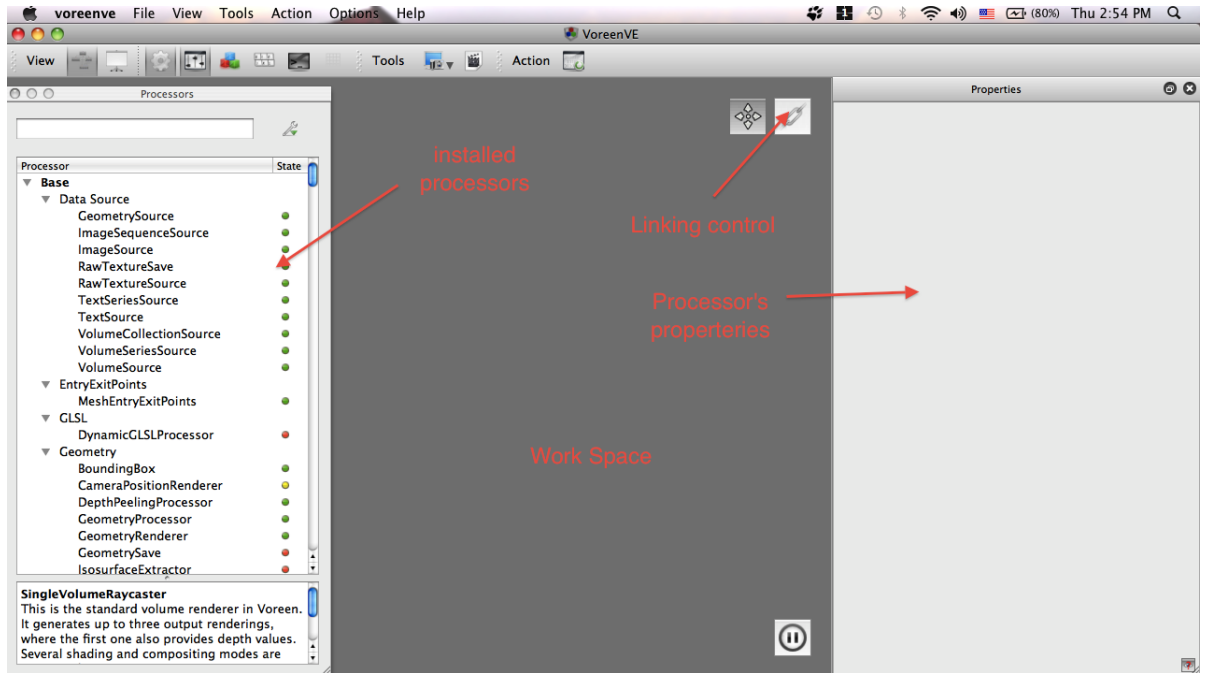 voreenve File View Tools Action Options Help (80%) Thu 2:54 PM
VoreenVE
View Tools Action
Processors
Properties
installed
processors
Linking control
Processor's
properteries
Work Space
Processor State
Base
Data Source
GeometrySource
ImageSequenceSource
ImageSource
RawTextureSave
RawTextureSource
TextSeriesSource
TextSource
VolumeCollectionSource
VolumeSeriesSource
VolumeSource
EntryExitPoints
MeshEntryExitPoints
GLSL
DynamicGLSLProcessor
Geometry
BoundingBox
CameraPositionRenderer
DepthPeelingProcessor
GeometryProcessor
GeometryRenderer
GeometrySave
IsosurfaceExtractor
SingleVolumeRaycaster
This is the standard volume renderer in Voreen.
It generates up to three output renderings,
where the first one also provides depth values.
Several shading and compositing modes are